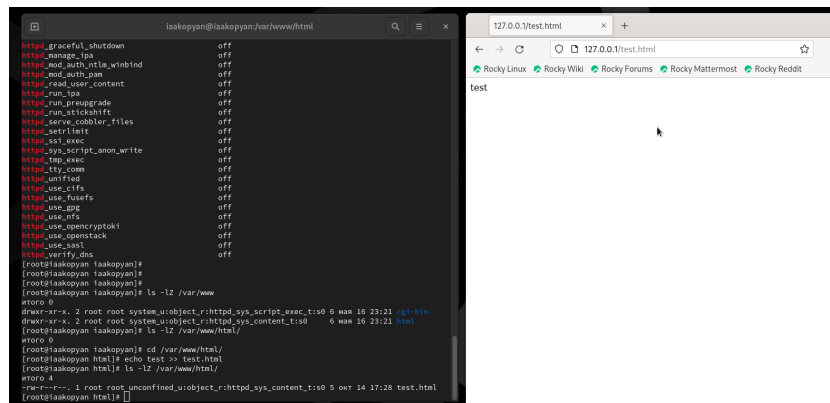 iaakopyan@iaakopyan:/var/www/html
httpd_graceful_shutdown off
httpd_manage_ipa off
httpd_mod_auth_ntlm_winbind off
httpd_mod_auth_pam off
httpd_read_user_content off
httpd_run_ipa off
httpd_run_preupgrade off
httpd_run_stickshift off
httpd_serve_cobbler_files off
httpd_setrlimit off
httpd_ssi_exec off
httpd_sys_script_anon_write off
httpd_tmp_exec off
httpd_tty_comm off
httpd_unified off
httpd_use_cifs off
httpd_use_fusefs off
httpd_use_gpg off
httpd_use_nfs off
httpd_use_opencryptoki off
httpd_use_openstack off
httpd_use_sasl off
httpd_verify_dns off
[root@iaakopyan iaakopyan]#
[root@iaakopyan iaakopyan]#
[root@iaakopyan iaakopyan]# ls -lZ /var/www
итого 0
drwxr-xr-x. 2 root root system_u:object_r:httpd_sys_script_exec_t:s0 6 мая 16 23:21 cgi-bin
drwxr-xr-x. 2 root root system_u:object_r:httpd_sys_content_t:s0 6 мая 16 23:21 html
[root@iaakopyan iaakopyan]# ls -lZ /var/www/html/
итого 0
[root@iaakopyan iaakopyan]# cd /var/www/html/
[root@iaakopyan html]# echo test >> test.html
[root@iaakopyan html]# ls -lZ /var/www/html/
итого 4
-rw-r--r--. 1 root root unconfined_u:object_r:httpd_sys_content_t:s0 5 окт 14 17:28 test.html
[root@iaakopyan html]#
127.0.0.1/test.html
127.0.0.1/test.html
Rocky Linux Rocky Wiki Rocky Forums Rocky Mattermost Rocky Reddit
test